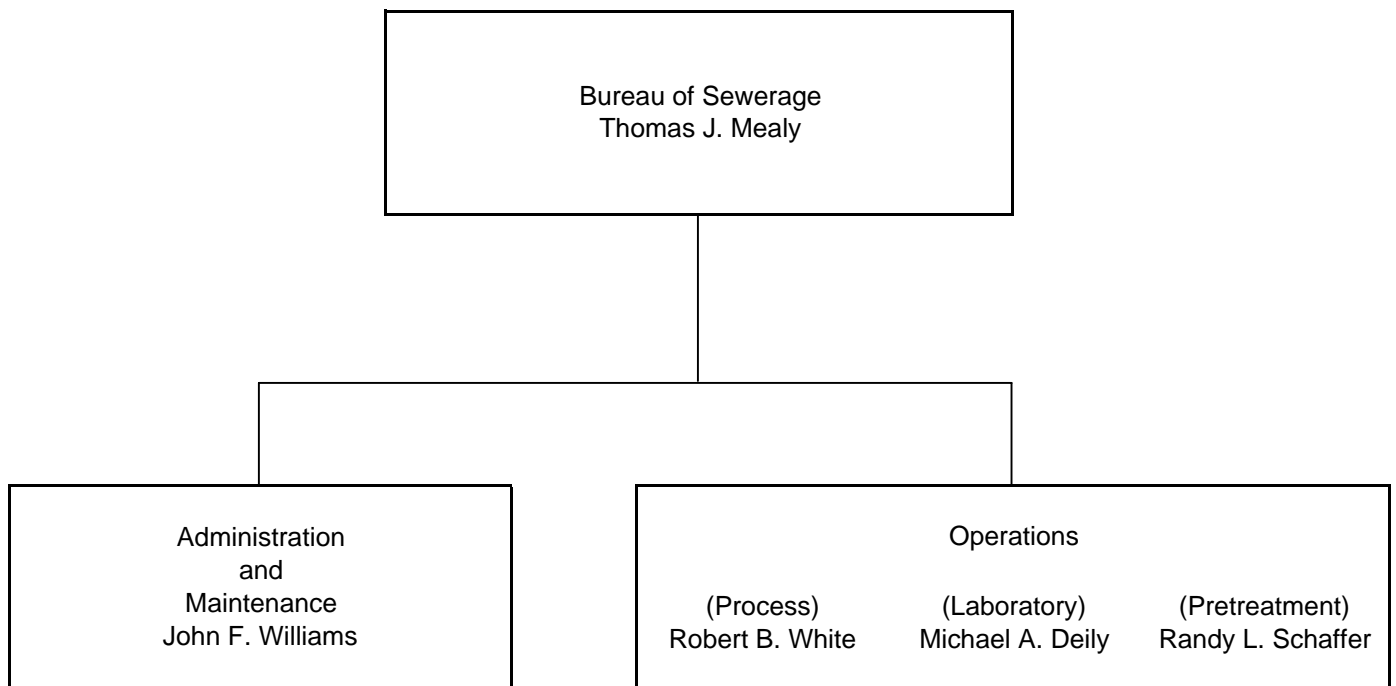 Bureau of Sewerage
Thomas J. Mealy
Administration
and
Maintenance
John F. Williams
Operations
(Process) (Laboratory) (Pretreatment)
Robert B. White Michael A. Deily Randy L. Schaffer